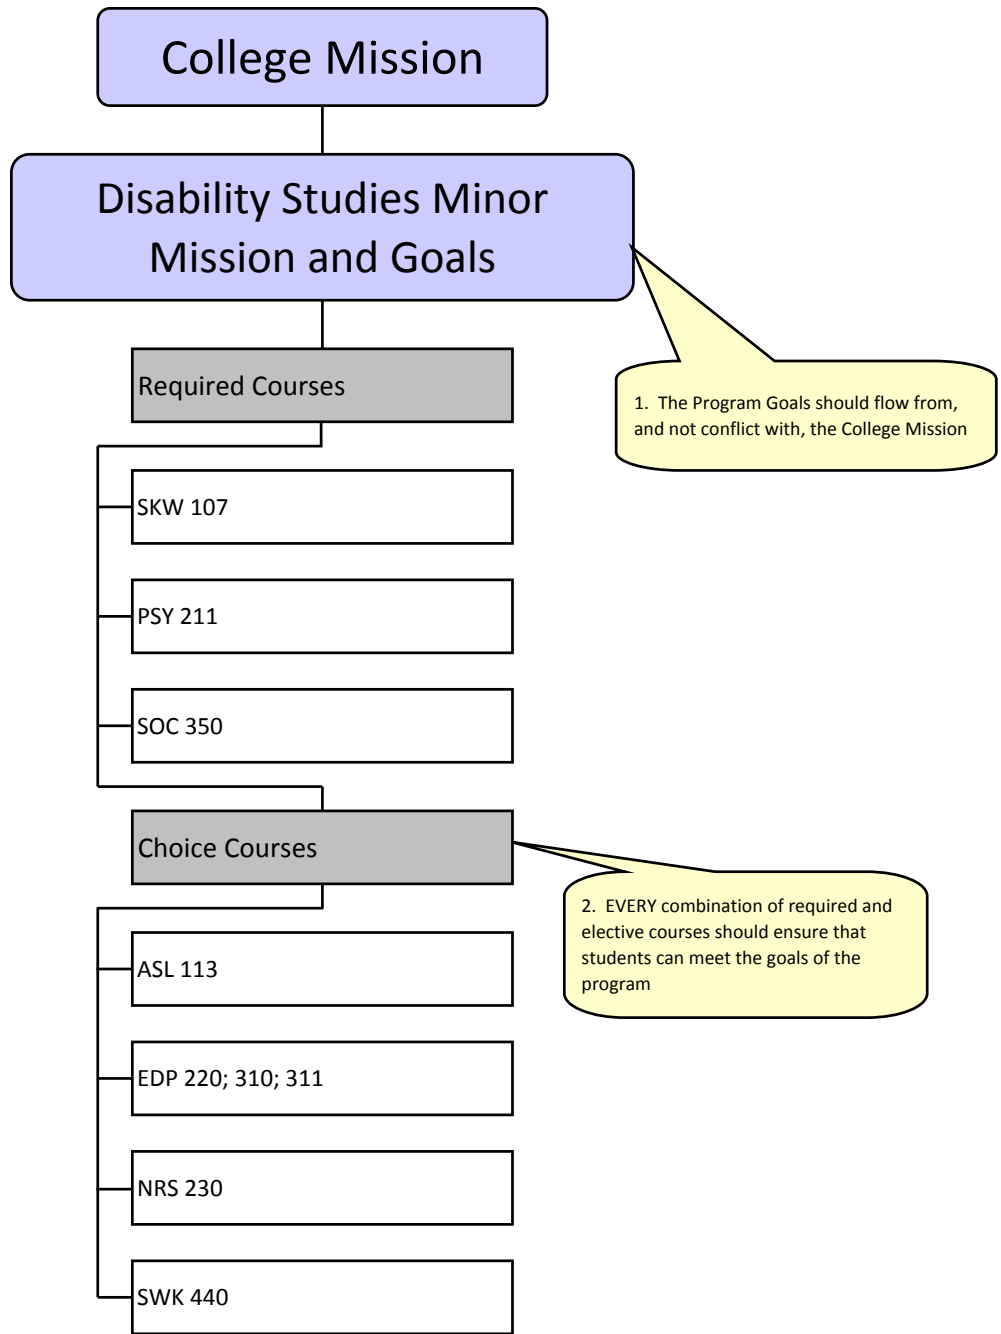 College Mission
Disability Studies Minor
Mission and Goals
Required Courses
1. The Program Goals should flow from,
and not conflict with, the College Mission
SKW 107
PSY 211
SOC 350
Choice Courses
2. EVERY combination of required and
elective courses should ensure that
students can meet the goals of the
program
ASL 113
EDP 220; 310; 311
NRS 230
SWK 440